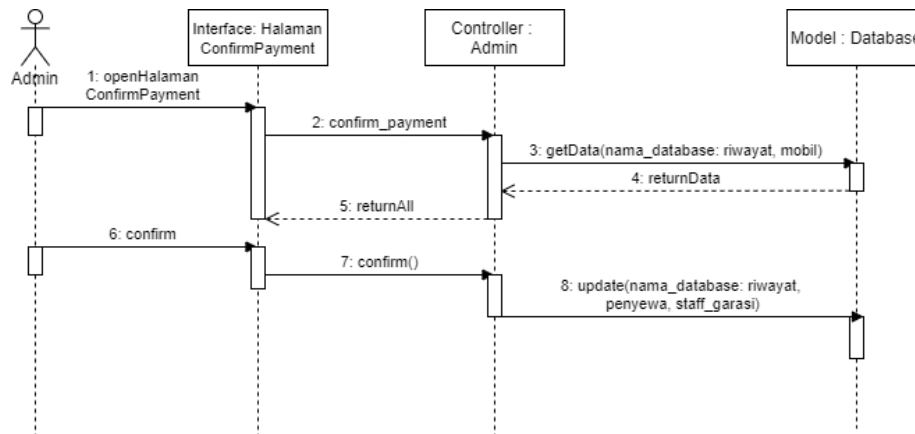 Interface: Halaman
ConfirmPayment
Controller :
Admin
Model : Database
Admin
1: openHalaman
ConfirmPayment
2: confirm_payment
3: getData(nama_database: riwayat, mobil)
4: returnData
5: returnAll
6: confirm
7: confirm()
8: update(nama_database: riwayat,
penyewa, staff_garasi)